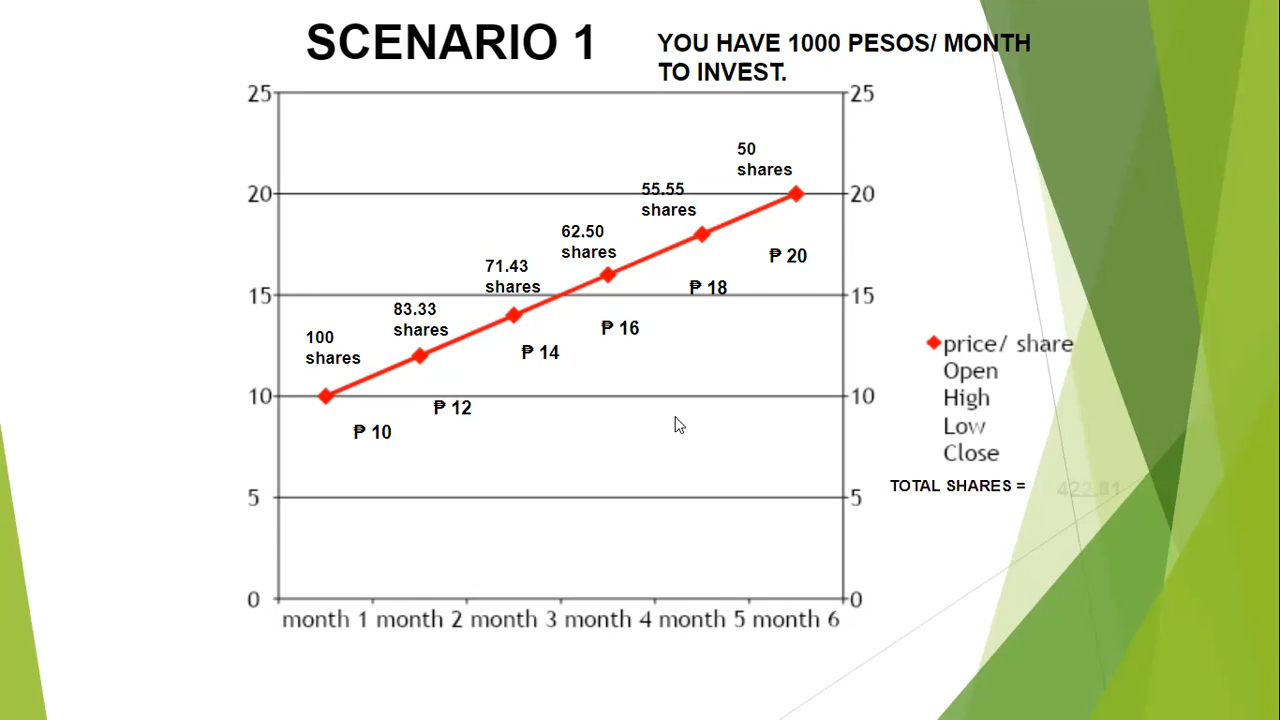 SCENARIO 1
YOU HAVE 1000 PESOS/ MONTH
TO INVEST.
25
25
50
shares
20
55.55
shares
20
62.50
shares
₱ 20
71.43
shares
15
₱ 18
15
83.33
shares
₱ 16
100
shares
₱ 14
price/ share
Open
High
Low
Close
10
₱ 12
10
₱ 10
5
5
TOTAL SHARES =
422.81
0
0
month 1 month 2 month 3 month 4 month 5 month 6